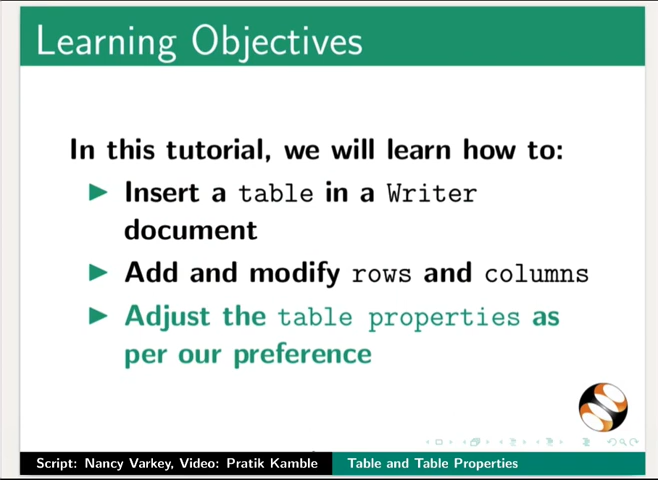 Learning Objectives
In this tutorial, we will learn how to:
Insert a table in a Writer
document
Add and modify rows and columns
Adjust the table properties as
per our preference
Script: Nancy Varkey, Video: Pratik Kamble
Table and Table Properties